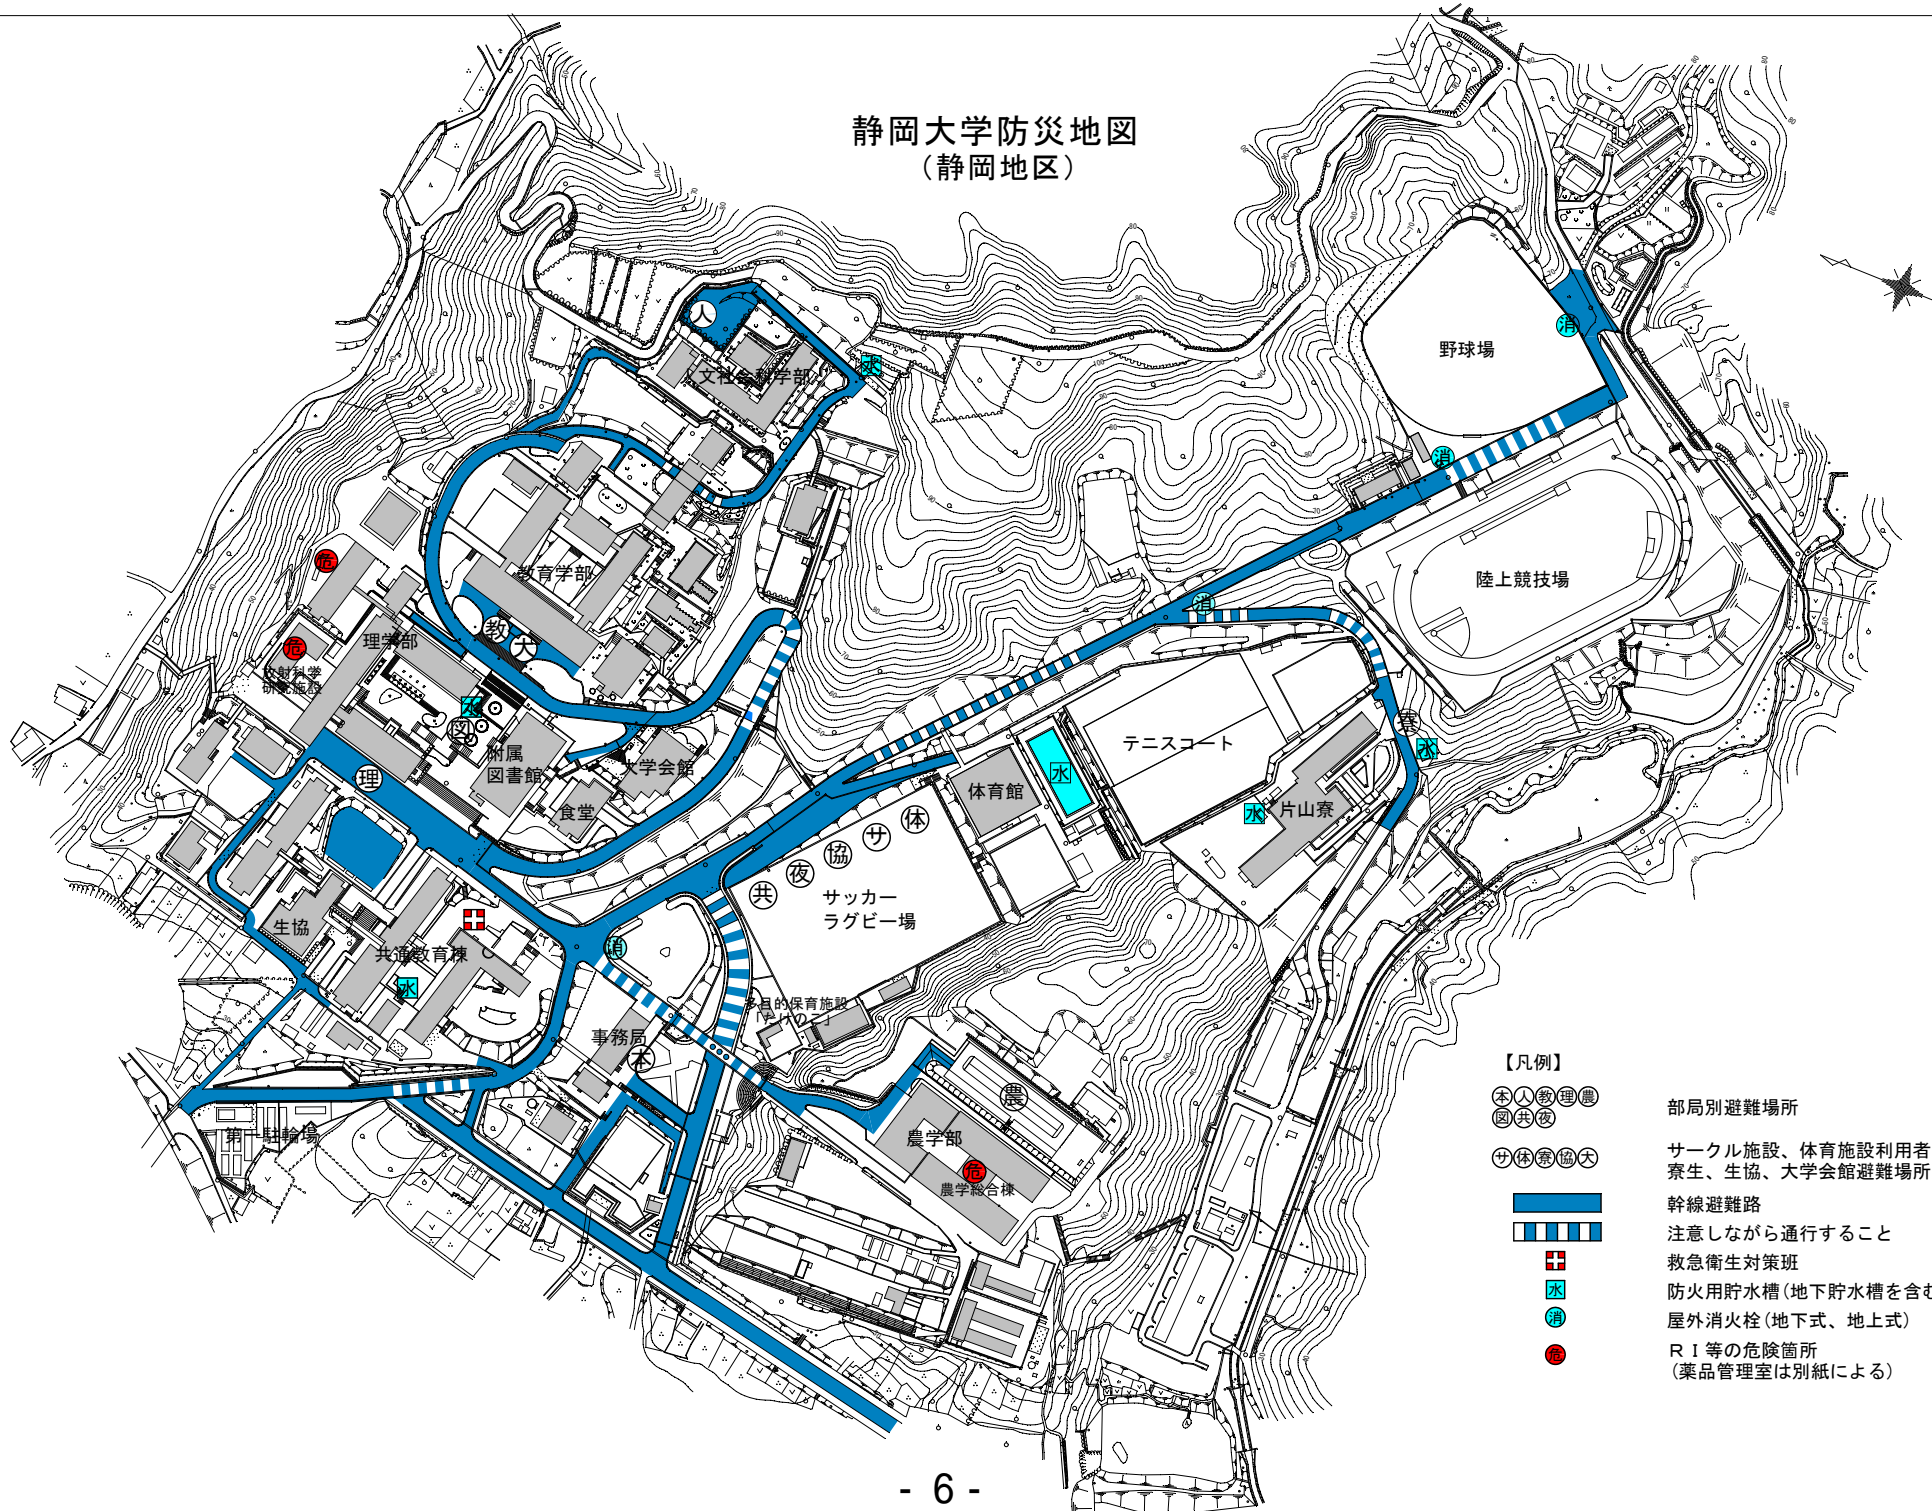 静岡大学防災地図
(静岡地区)
人
水
人文社会科学部
野球場
消
消
陸上競技場
危
教育学部
教
大
消
危
理学部
放射科学
研究施設
水
図
附属
図書館
大学会館
食堂
理
寮
水
テニスコート
体育館
水
水
片山寮
体
サ
協
夜
共
サッカー
ラグビー場
生協
共通教育棟
水
消
多目的保育施設
「たけのこ」
事務局
本
農
農学部
危
農学総合棟
第一駐輪場
【凡例】
本人教理農
図共夜
部局別避難場所
サ体寮協大
サークル施設、体育施設利用者
寮生、生協、大学会館避難場所
幹線避難路
注意しながら通行すること
救急衛生対策班
水 防火用貯水槽(地下貯水槽を含む
消 屋外消火栓(地下式、地上式)
危 RI等の危険箇所
(薬品管理室は別紙による)
- 6 -